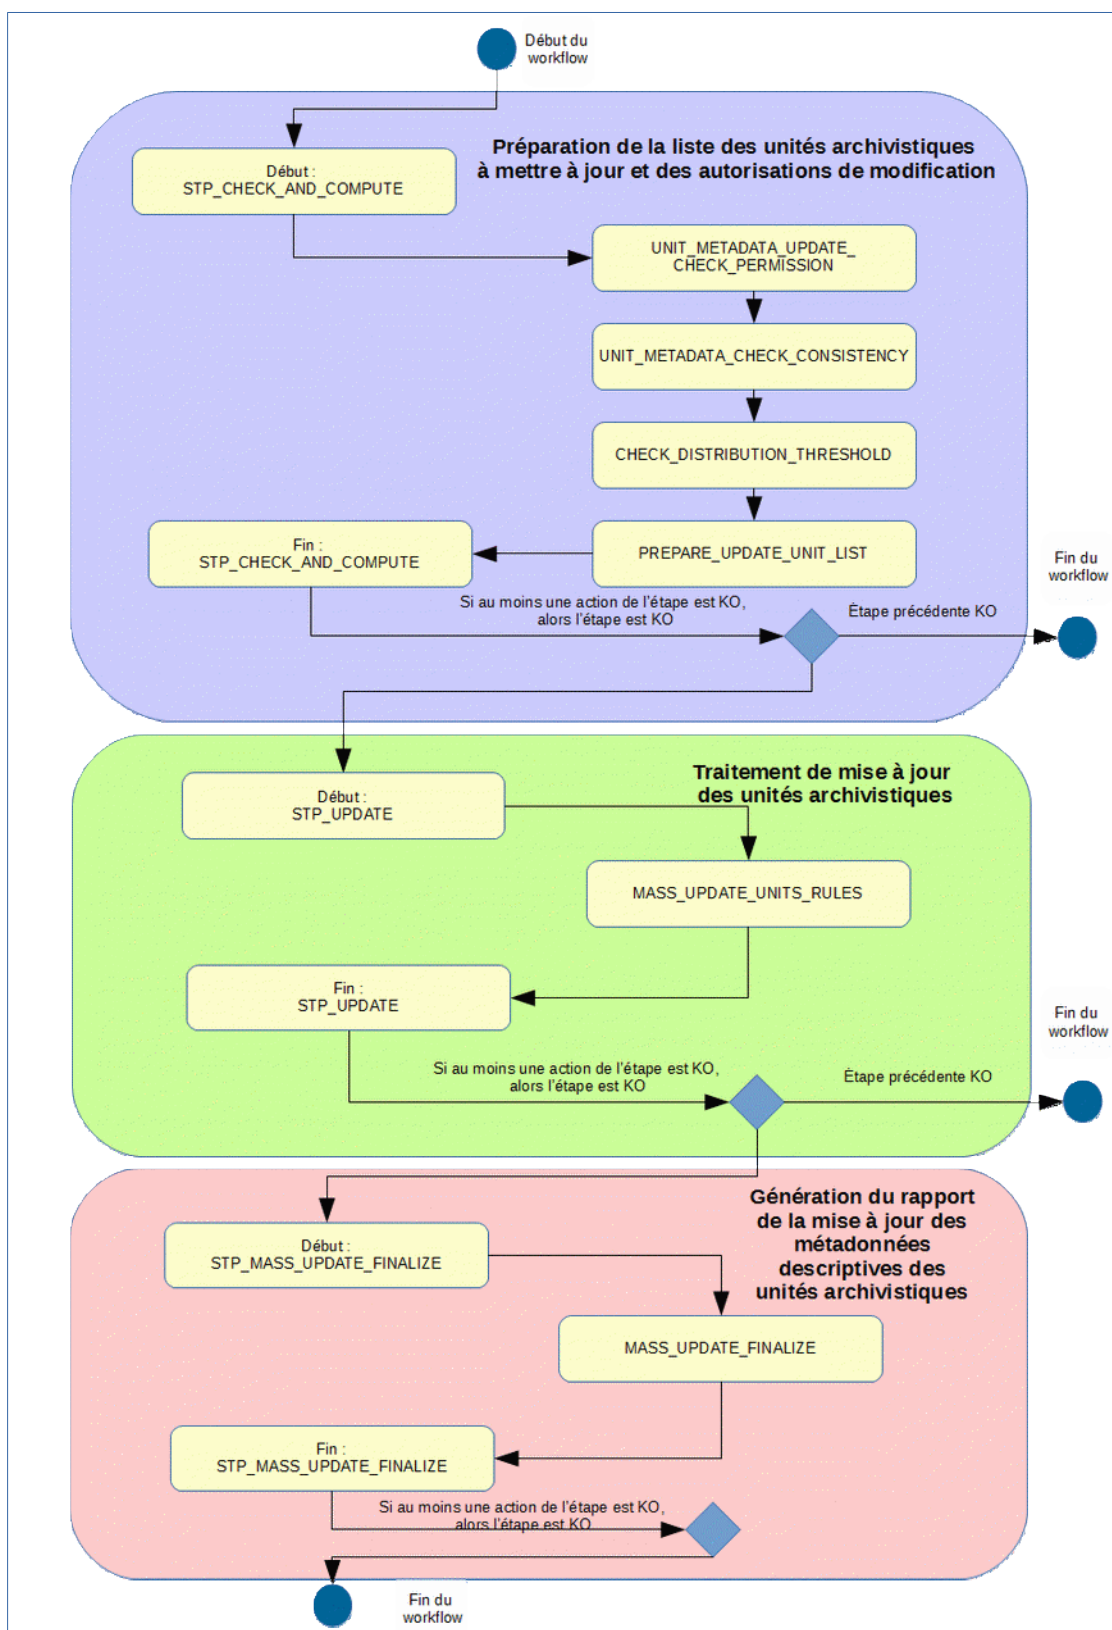 Début du
workflow
Préparation de la liste des unités archivistiques
à mettre à jour et des autorisations de modification
Début :
STP_CHECK_AND_COMPUTE
UNIT_METADATA_UPDATE_
CHECK_PERMISSION
UNIT_METADATA_CHECK_CONSISTENCY
CHECK_DISTRIBUTION_THRESHOLD
PREPARE_UPDATE_UNIT_LIST
Fin :
STP_CHECK_AND_COMPUTE
Si au moins une action de l'étape est KO,
alors l'étape est KO
Étape précédente KO
Fin du
workflow
Traitement de mise à jour
des unités archivistiques
Début :
STP_UPDATE
MASS_UPDATE_UNITS_RULES
Fin :
STP_UPDATE
Si au moins une action de l'étape est KO,
alors l'étape est KO
Étape précédente KO
Fin du
workflow
Génération du rapport
de la mise à jour des
métadonnées
descriptives des
unités archivistiques
Début :
STP_MASS_UPDATE_FINALIZE
MASS_UPDATE_FINALIZE
Fin :
STP_MASS_UPDATE_FINALIZE
Si au moins une action de l'étape est KO,
alors l'étape est KO
Fin du
workflow